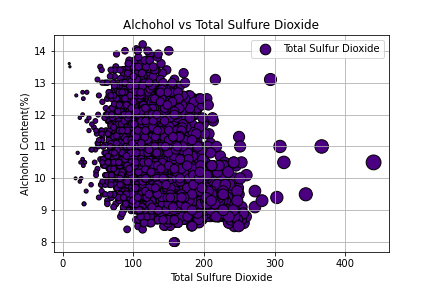 Alchohol vs Total Sulfure Dioxide
Total Sulfur Dioxide
14
13
12
11
10
9
8
Alchohol Content(%)
0 100 200 300 400
Total Sulfure Dioxide